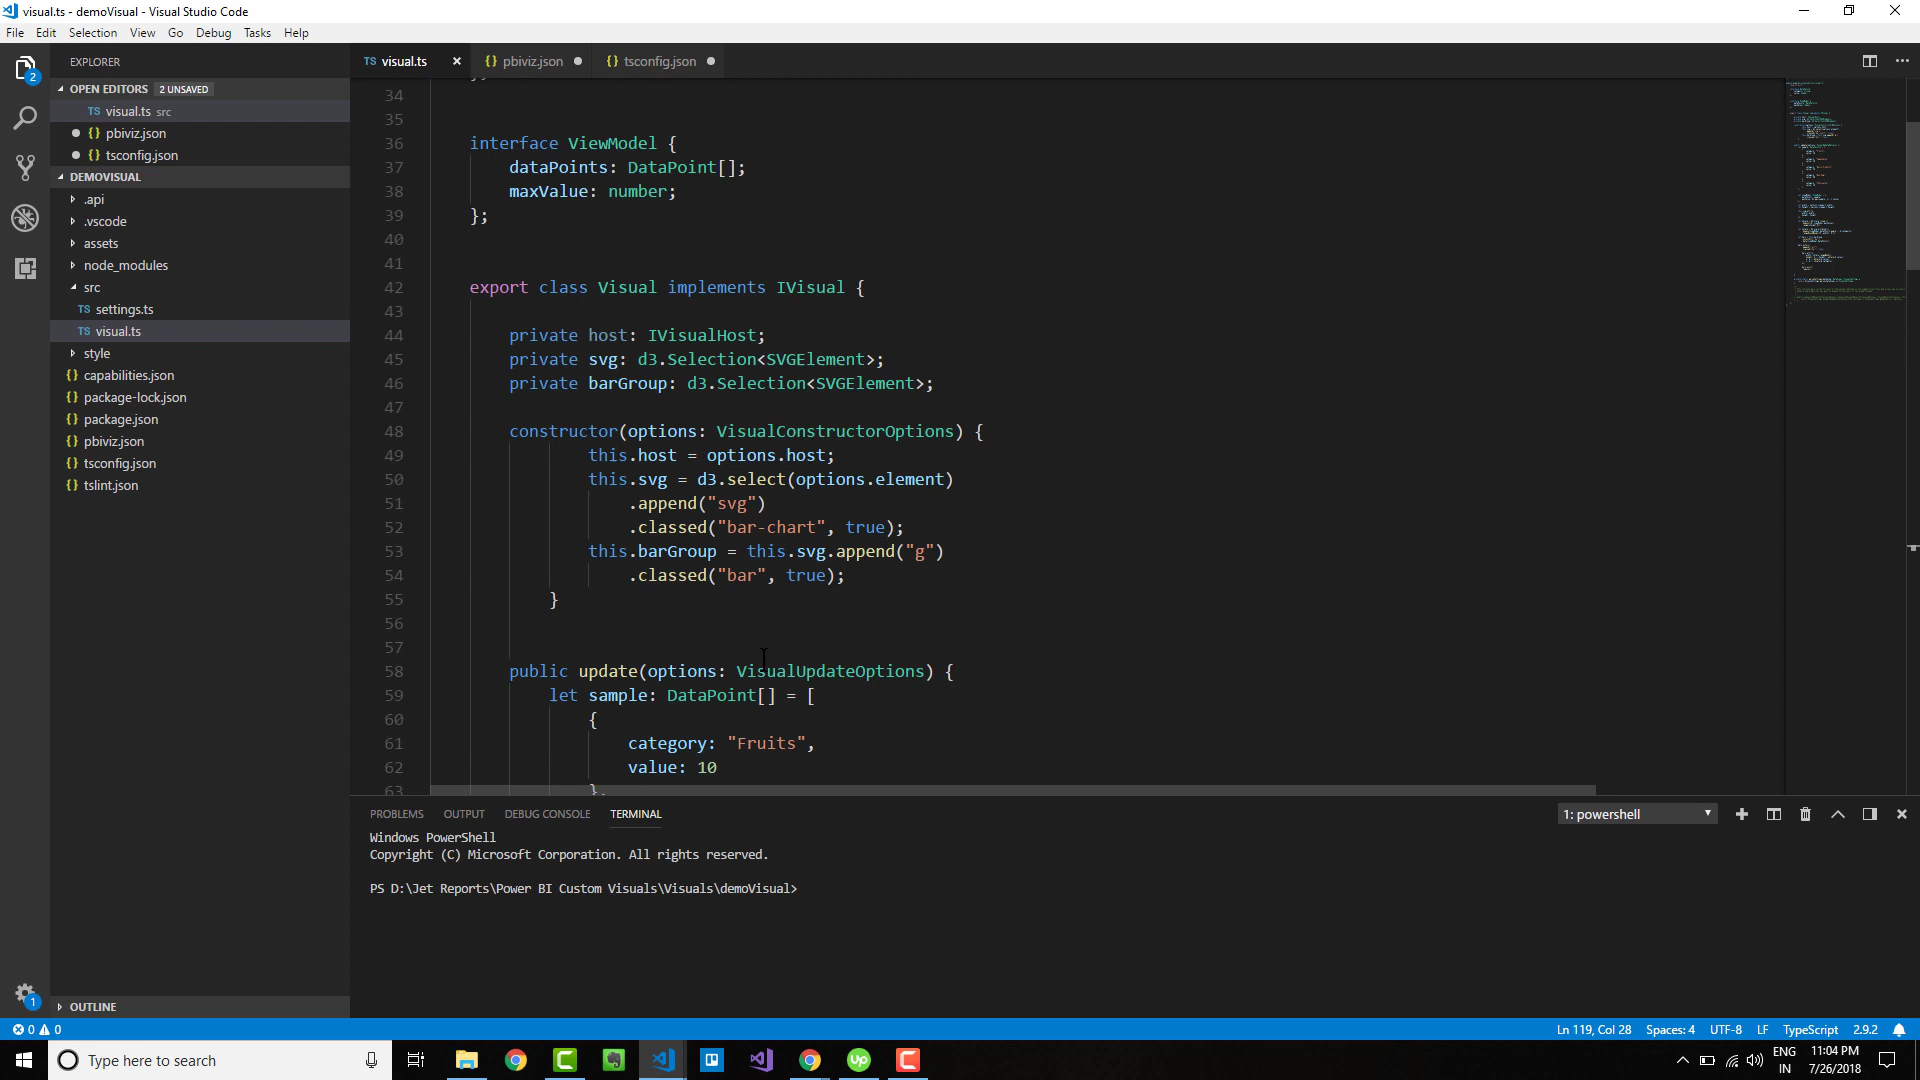 visual.ts - demoVisual - Visual Studio Code
File Edit Selection View Go Debug Tasks Help
EXPLORER
OPEN EDITORS 2 UNSAVED
TS visual.ts src
{} pbiviz.json
{} tsconfig.json
DEMOVISUAL
.api
.vscode
assets
node_modules
src
TS settings.ts
TS visual.ts
style
{} capabilities.json
{} package-lock.json
{} package.json
{} pbiviz.json
{} tsconfig.json
{} tslint.json
OUTLINE
2
1
TS visual.ts {} pbiviz.json {} tsconfig.json
34
35
36 interface ViewModel {
37 dataPoints: DataPoint[];
38 maxValue: number;
39 };
40
41
42 export class Visual implements IVisual {
43
44 private host: IVisualHost;
45 private svg: d3.Selection<SVGElement>;
46 private barGroup: d3.Selection<SVGElement>;
47
48 constructor(options: VisualConstructorOptions) {
49 this.host = options.host;
50 this.svg = d3.select(options.element)
51 .append("svg")
52 .classed("bar-chart", true);
53 this.barGroup = this.svg.append("g")
54 .classed("bar", true);
55 }
56
57
58 public update(options: VisualUpdateOptions) {
59 let sample: DataPoint[] = [
60 {
61 category: "Fruits",
62 value: 10
63 },
PROBLEMS OUTPUT DEBUG CONSOLE TERMINAL 1: powershell
Windows PowerShell
Copyright (C) Microsoft Corporation. All rights reserved.
PS D:\Jet Reports\Power BI Custom Visuals\Visuals\demoVisual>
0 0 Ln 119, Col 28 Spaces: 4 UTF-8 LF TypeScript 2.9.2
Type here to search
Up
ENG
IN
11:04 PM
7/26/2018